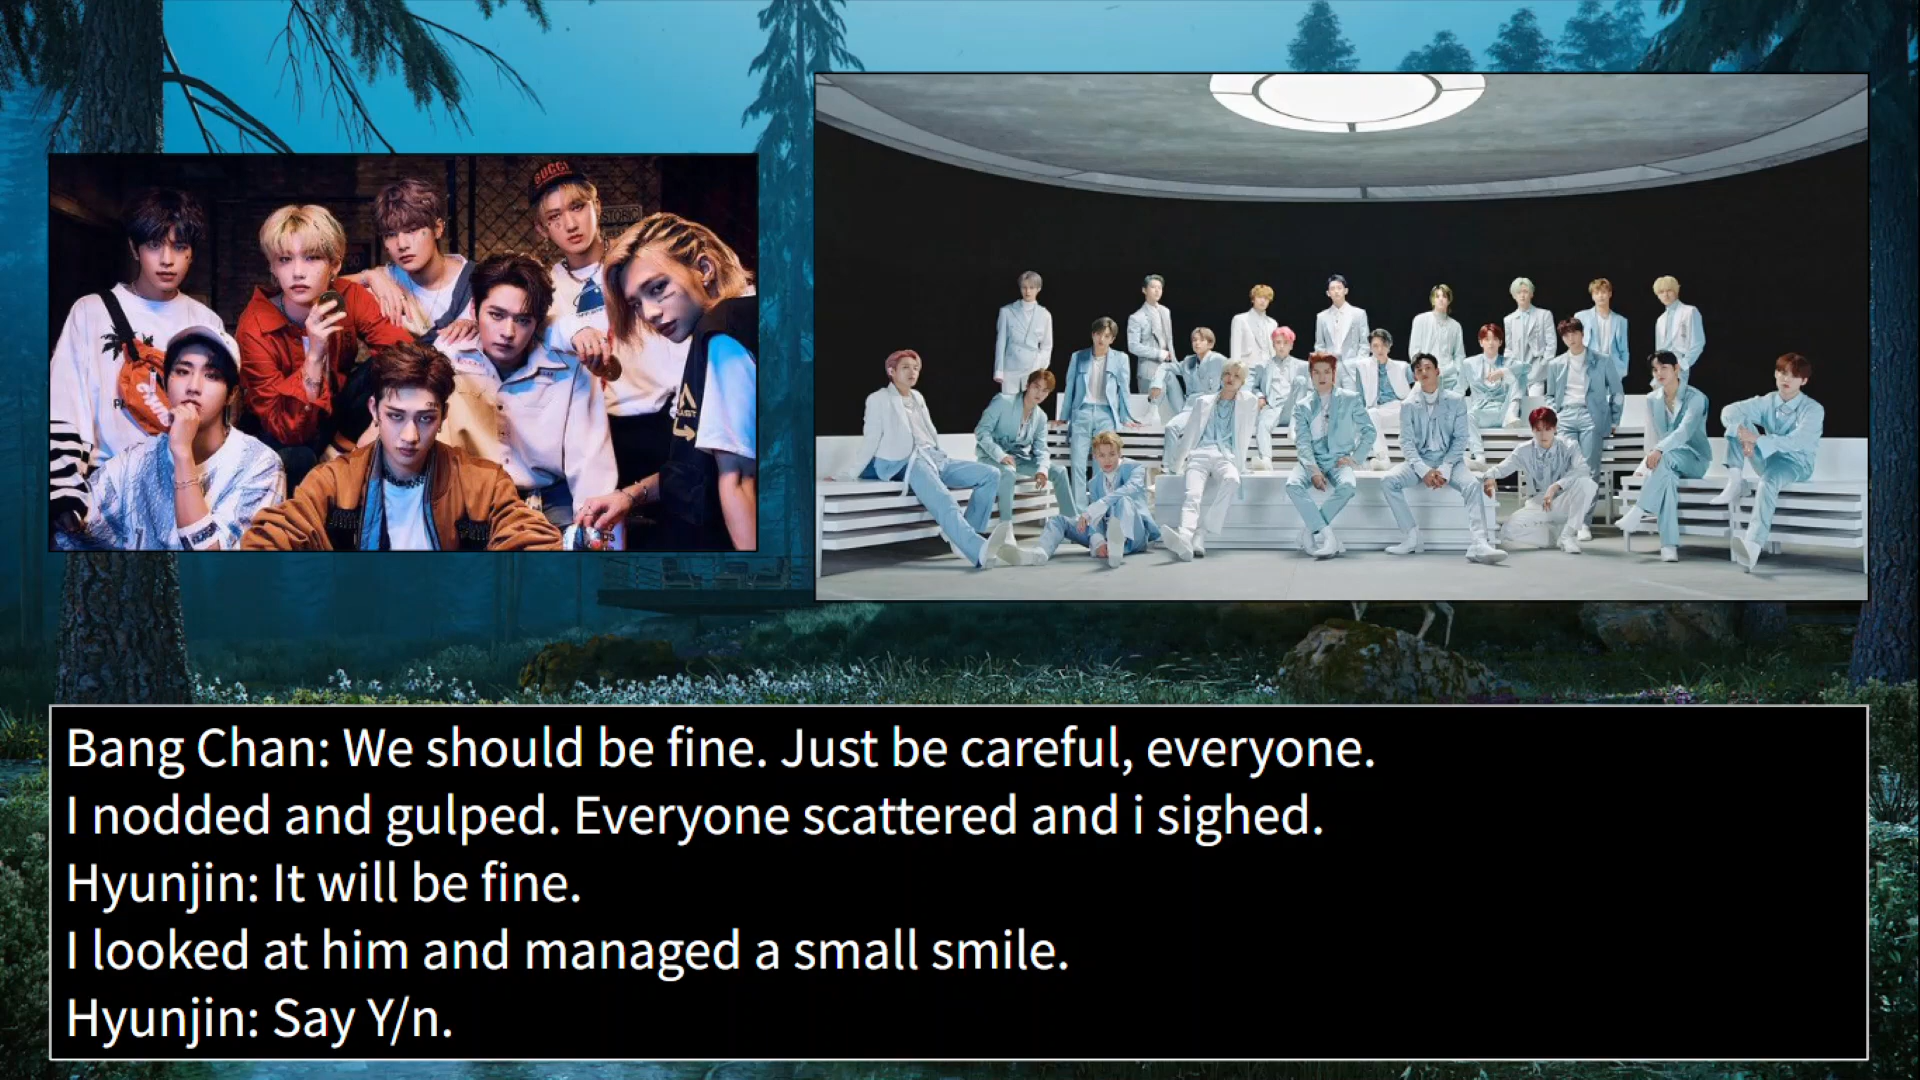 GUCCI
Bang Chan: We should be fine. Just be careful, everyone.
I nodded and gulped. Everyone scattered and i sighed.
Hyunjin: It will be fine.
I looked at him and managed a small smile.
Hyunjin: Say Y/n.